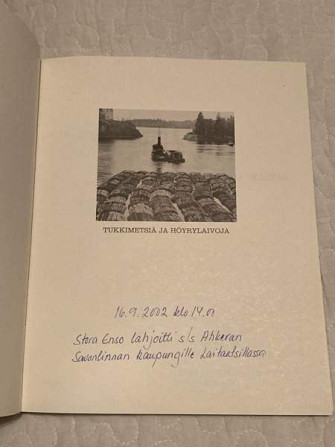 TUKKIMETSIÄ JA HÖYRYLAIVOJA
16.9.2002 klo 14.00
Stora Enso lahjoitti s/s Ahkeran
Savonlinnan kaupungille Laitaatsillassa